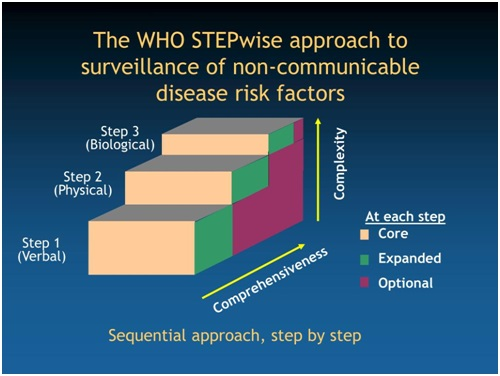 The WHO STEPwise approach to
surveillance of non-communicable
disease risk factors
Step 3
(Biological)
Step 2
(Physical)
Step 1
(Verbal)
Complexity
Comprehensiveness
At each step
Core
Expanded
Optional
Sequential approach, step by step